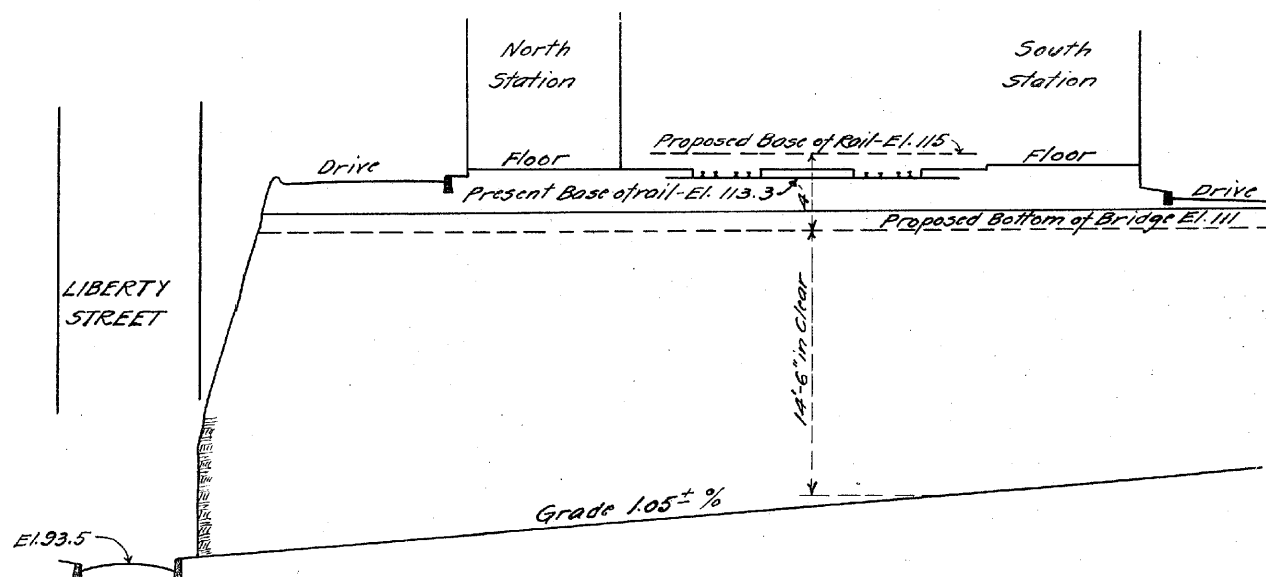 North
Station
South
Station
Proposed Base of Rail-El. 115
Drive
Floor
Floor
Present Base of rail-El. 113.3
4'
Drive
Proposed Bottom of Bridge El. 111
LIBERTY
STREET
14'-6" in Clear
Grade 1.05± %
El. 93.5